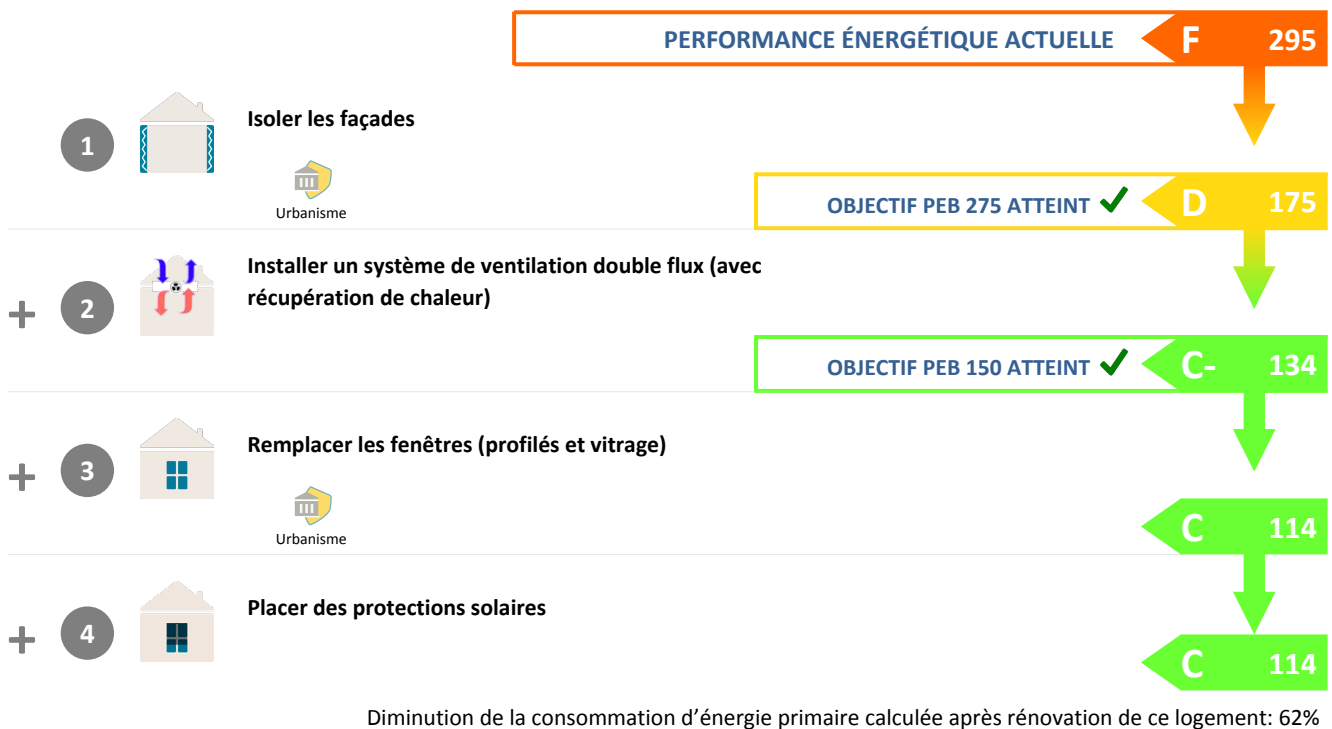 PERFORMANCE ÉNERGÉTIQUE ACTUELLE F 295
1 Isoler les façades
Urbanisme
OBJECTIF PEB 275 ATTEINT ✔ D 175
+ 2 Installer un système de ventilation double flux (avec
récupération de chaleur)
OBJECTIF PEB 150 ATTEINT ✔ C- 134
+ 3 Remplacer les fenêtres (profilés et vitrage)
Urbanisme
C 114
+ 4 Placer des protections solaires
C 114
Diminution de la consommation d’énergie primaire calculée après rénovation de ce logement: 62%